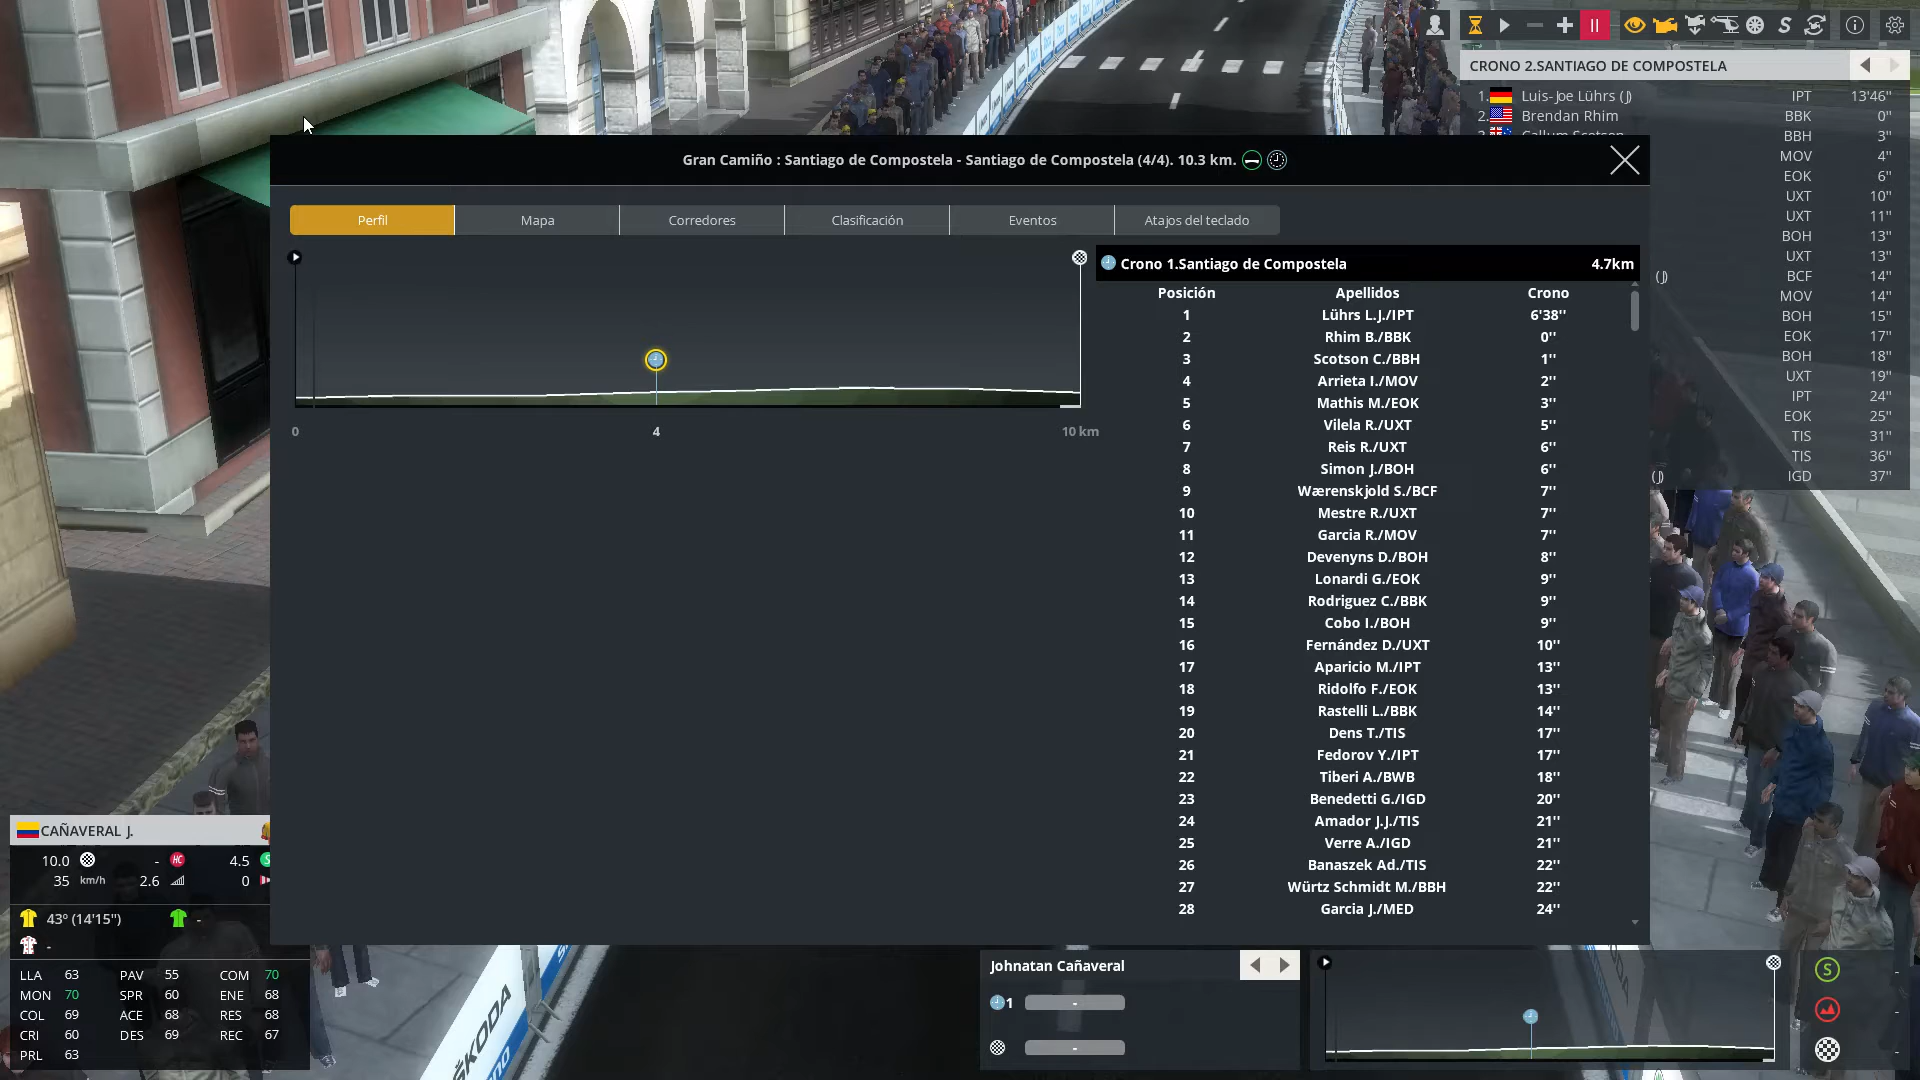 CRONO 2.SANTIAGO DE COMPOSTELA
1. Luis-Joe Lührs (J) IPT 13'46"
2. Brendan Rhim BBK 0"
3. Callum Scotson BBH 3"
MOV 4"
EOK 6"
UXT 10"
UXT 11"
BOH 13"
UXT 13"
(J) BCF 14"
MOV 14"
BOH 15"
EOK 17"
BOH 18"
UXT 19"
IPT 24"
EOK 25"
TIS 31"
TIS 36"
(J) IGD 37"
Gran Camiño : Santiago de Compostela - Santiago de Compostela (4/4). 10.3 km.
Perfil Mapa Corredores Clasificación Eventos Atajos del teclado
Crono 1.Santiago de Compostela 4.7km
Posición Apellidos Crono
1 Lührs L.J./IPT 6'38''
2 Rhim B./BBK 0''
3 Scotson C./BBH 1''
4 Arrieta I./MOV 2''
5 Mathis M./EOK 3''
6 Vilela R./UXT 5''
7 Reis R./UXT 6''
8 Simon J./BOH 6''
9 Wærenskjold S./BCF 7''
10 Mestre R./UXT 7''
11 Garcia R./MOV 7''
12 Devenyns D./BOH 8''
13 Lonardi G./EOK 9''
14 Rodriguez C./BBK 9''
15 Cobo I./BOH 9''
16 Fernández D./UXT 10''
17 Aparicio M./IPT 13''
18 Ridolfo F./EOK 13''
19 Rastelli L./BBK 14''
20 Dens T./TIS 17''
21 Fedorov Y./IPT 17''
22 Tiberi A./BWB 18''
23 Benedetti G./IGD 20''
24 Amador J.J./TIS 21''
25 Verre A./IGD 21''
26 Banaszek Ad./TIS 22''
27 Würtz Schmidt M./BBH 22''
28 Garcia J./MED 24''
0 4 10 km
CAÑAVERAL J.
10.0 - HC 4.5 S
35 km/h 2.6 0
43º (14'15") -
-
LLA 63 PAV 55 COM 70
MON 70 SPR 60 ENE 68
COL 69 ACE 68 RES 68
CRI 60 DES 69 REC 67
PRL 63
ŠKODA
Johnatan Cañaveral
1 -
-
S -
-
-